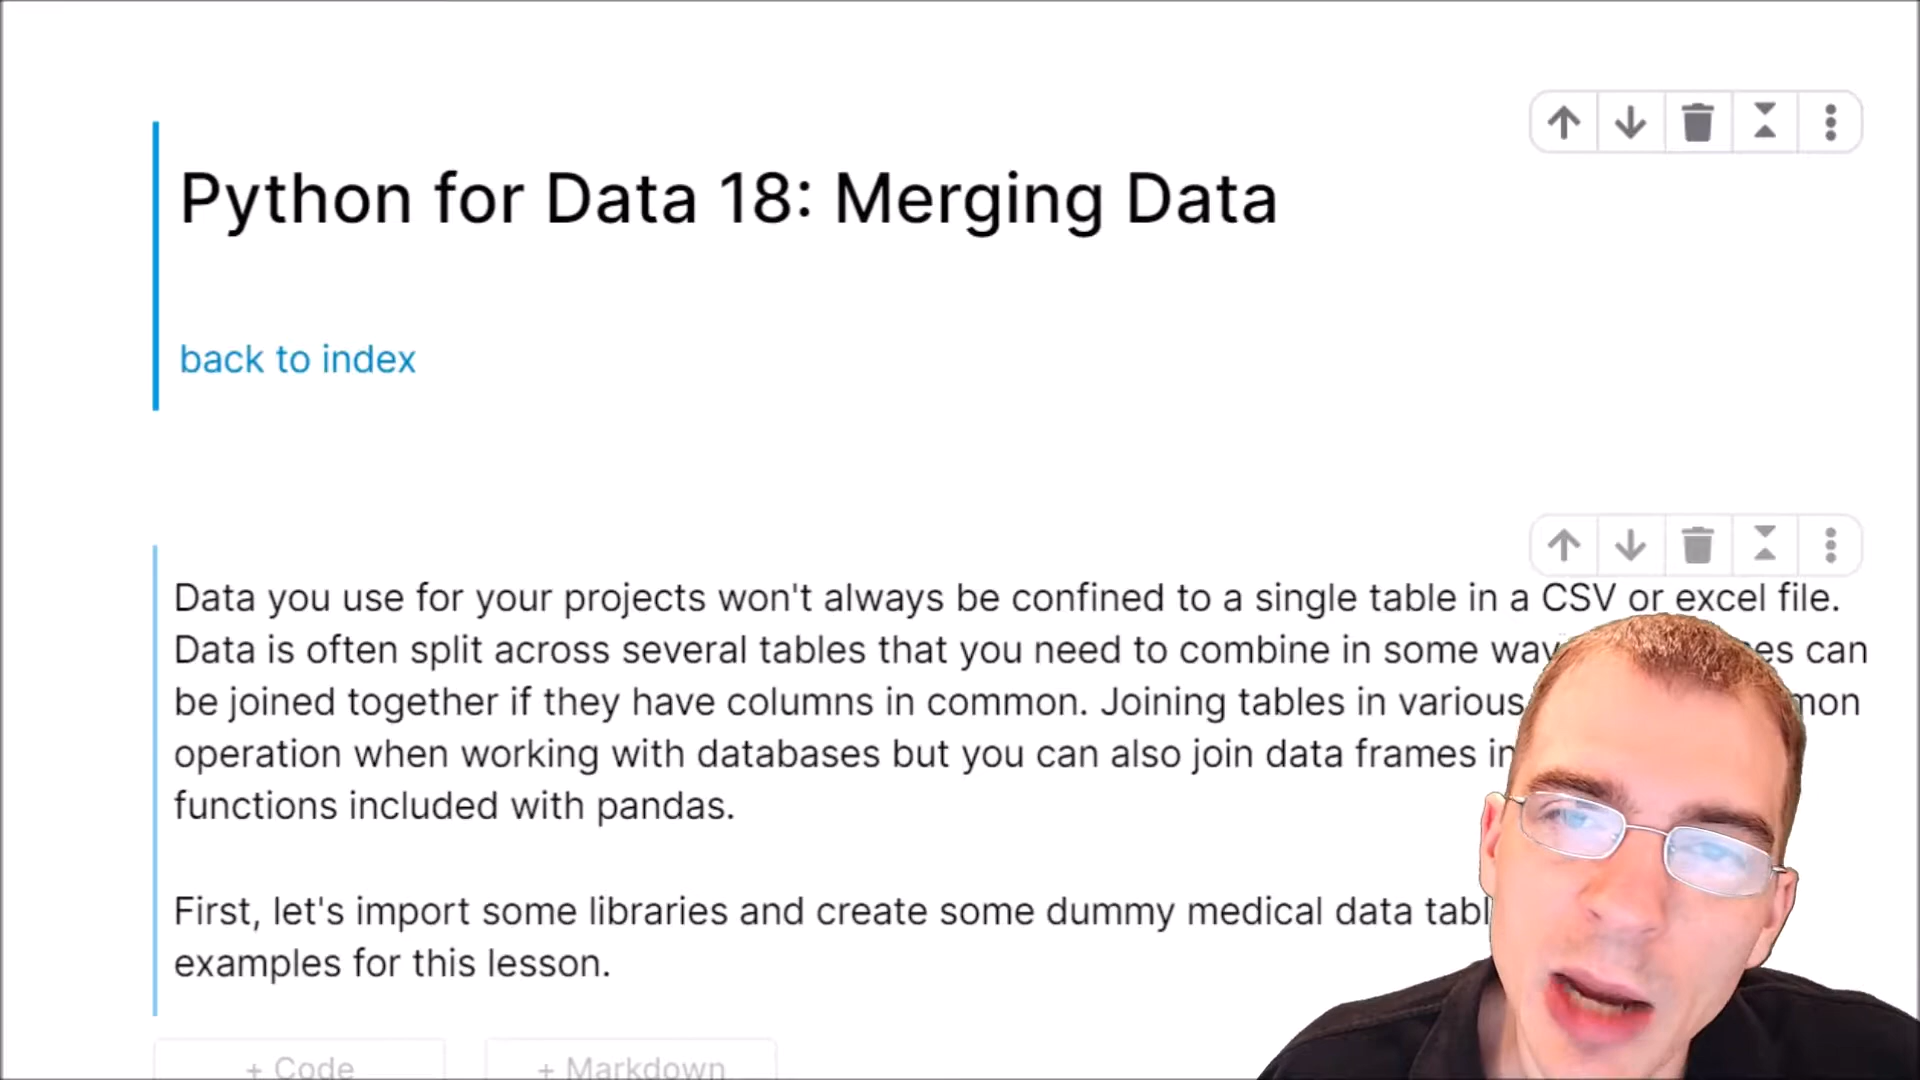 Python for Data 18: Merging Data
back to index
Data you use for your projects won't always be confined to a single table in a CSV or excel file.
Data is often split across several tables that you need to combine in some way can
be joined together if they have columns in common. Joining tables in various
operation when working with databases but you can also join data frames
functions included with pandas.
First, let's import some libraries and create some dummy medical data
examples for this lesson.
+ Code
+ Markdown